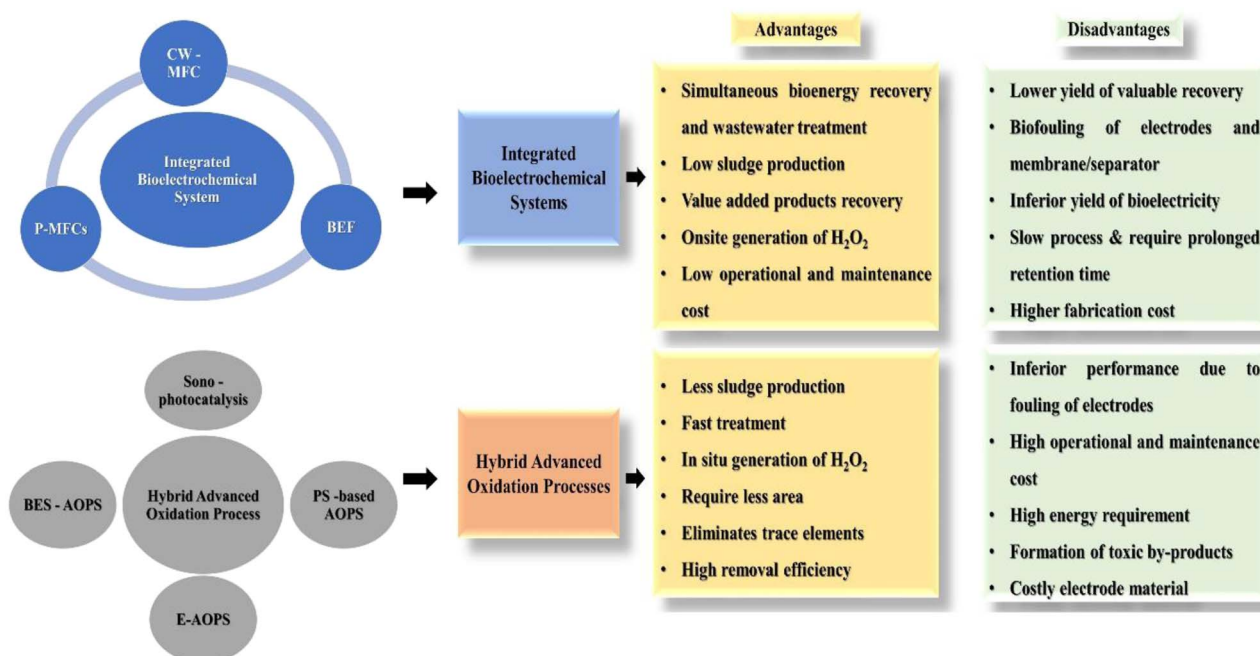 CW -
MFC
Integrated
Bioelectrochemical
System
P-MFCs
BEF
Integrated
Bioelectrochemical
Systems
Advantages
• Simultaneous bioenergy recovery
and wastewater treatment
• Low sludge production
• Value added products recovery
• Onsite generation of H₂O₂
• Low operational and maintenance
cost
Disadvantages
• Lower yield of valuable recovery
• Biofouling of electrodes and
membrane/separator
• Inferior yield of bioelectricity
• Slow process & require prolonged
retention time
• Higher fabrication cost
Sono -
photocatalysis
BES - AOPS
Hybrid Advanced
Oxidation Process
PS -based
AOPS
E-AOPS
Hybrid Advanced
Oxidation Processes
• Less sludge production
• Fast treatment
• In situ generation of H₂O₂
• Require less area
• Eliminates trace elements
• High removal efficiency
• Inferior performance due to
fouling of electrodes
• High operational and maintenance
cost
• High energy requirement
• Formation of toxic by-products
• Costly electrode material